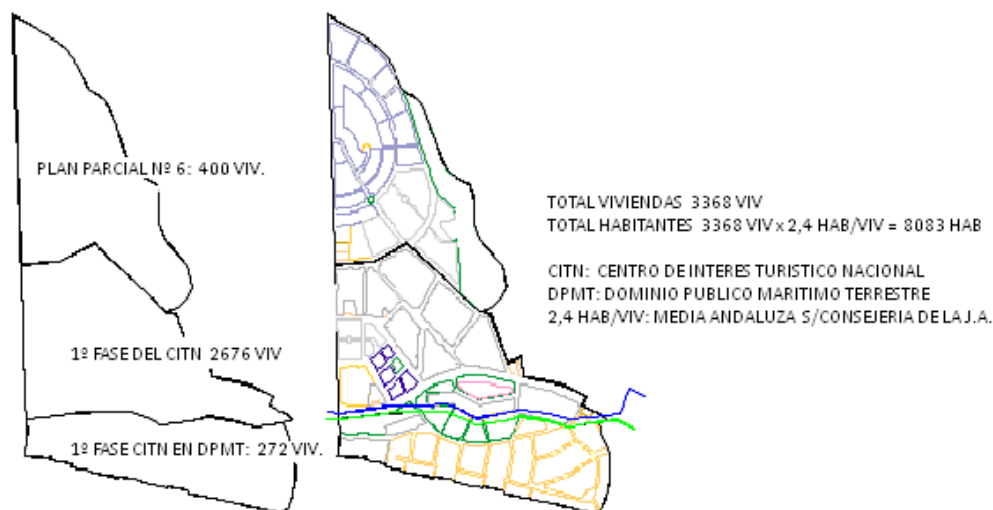 PLAN PARCIAL Nº 6: 400 VIV.
1º FASE DEL CITN 2676 VIV
1º FASE CITN EN DPMT: 272 VIV.
TOTAL VIVIENDAS 3368 VIV
TOTAL HABITANTES 3368 VIV x 2,4 HAB/VIV = 8083 HAB
CITN: CENTRO DE INTERES TURISTICO NACIONAL
DPMT: DOMINIO PUBLICO MARITIMO TERRESTRE
2,4 HAB/VIV: MEDIA ANDALUZA S/CONSEJERIA DE LA J.A.